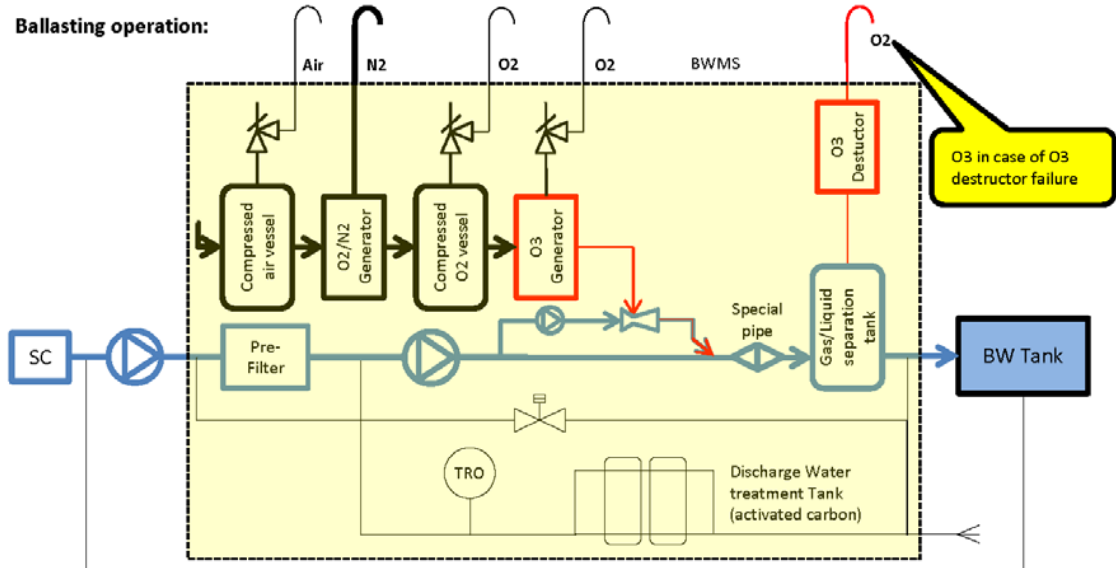 Ballasting operation:
Air
N2
O2
O2
BWMS
O2
O3 in case of O3
destructor failure
O3
Destuctor
Compressed
air vessel
O2/N2
Generator
Compressed
O2 vessel
O3
Generator
SC
Pre-
Filter
Special
pipe
Gas/Liquid
separation
tank
BW Tank
TRO
Discharge Water
treatment Tank
(activated carbon)